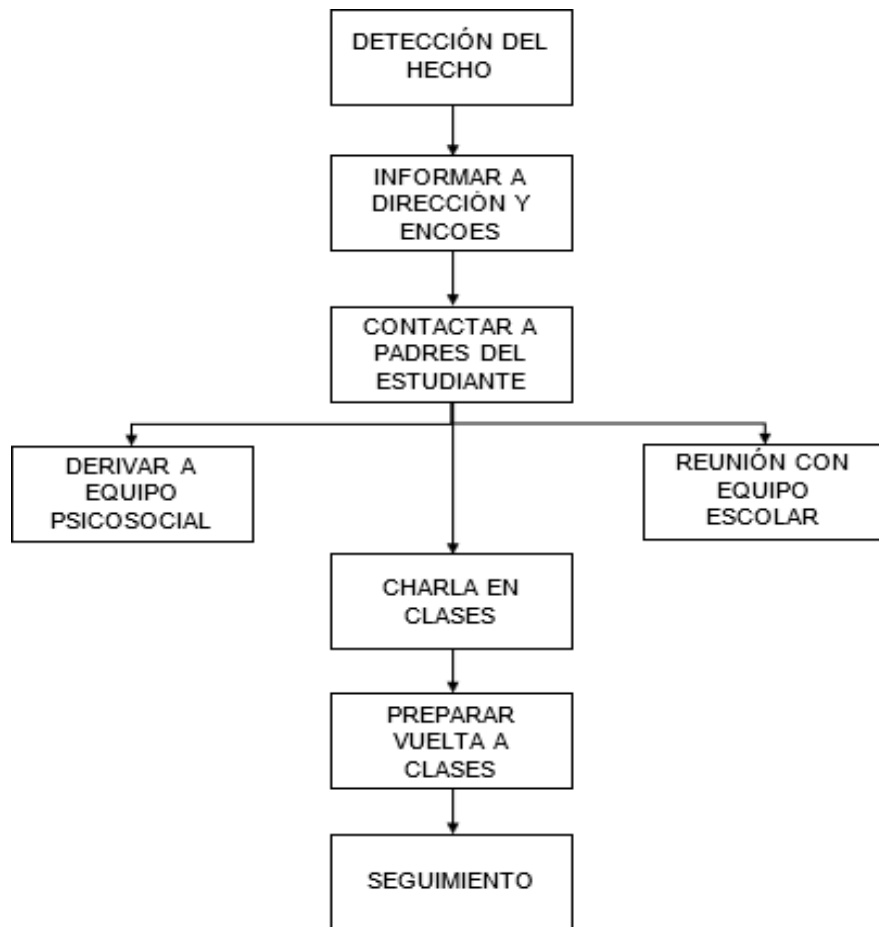 DETECCIÓN DEL
HECHO
INFORMAR A
DIRECCIÓN Y
ENCOES
CONTACTAR A
PADRES DEL
ESTUDIANTE
DERIVAR A
EQUIPO
PSICOSOCIAL
REUNIÓN CON
EQUIPO
ESCOLAR
CHARLA EN
CLASES
PREPARAR
VUELTA A
CLASES
SEGUIMIENTO